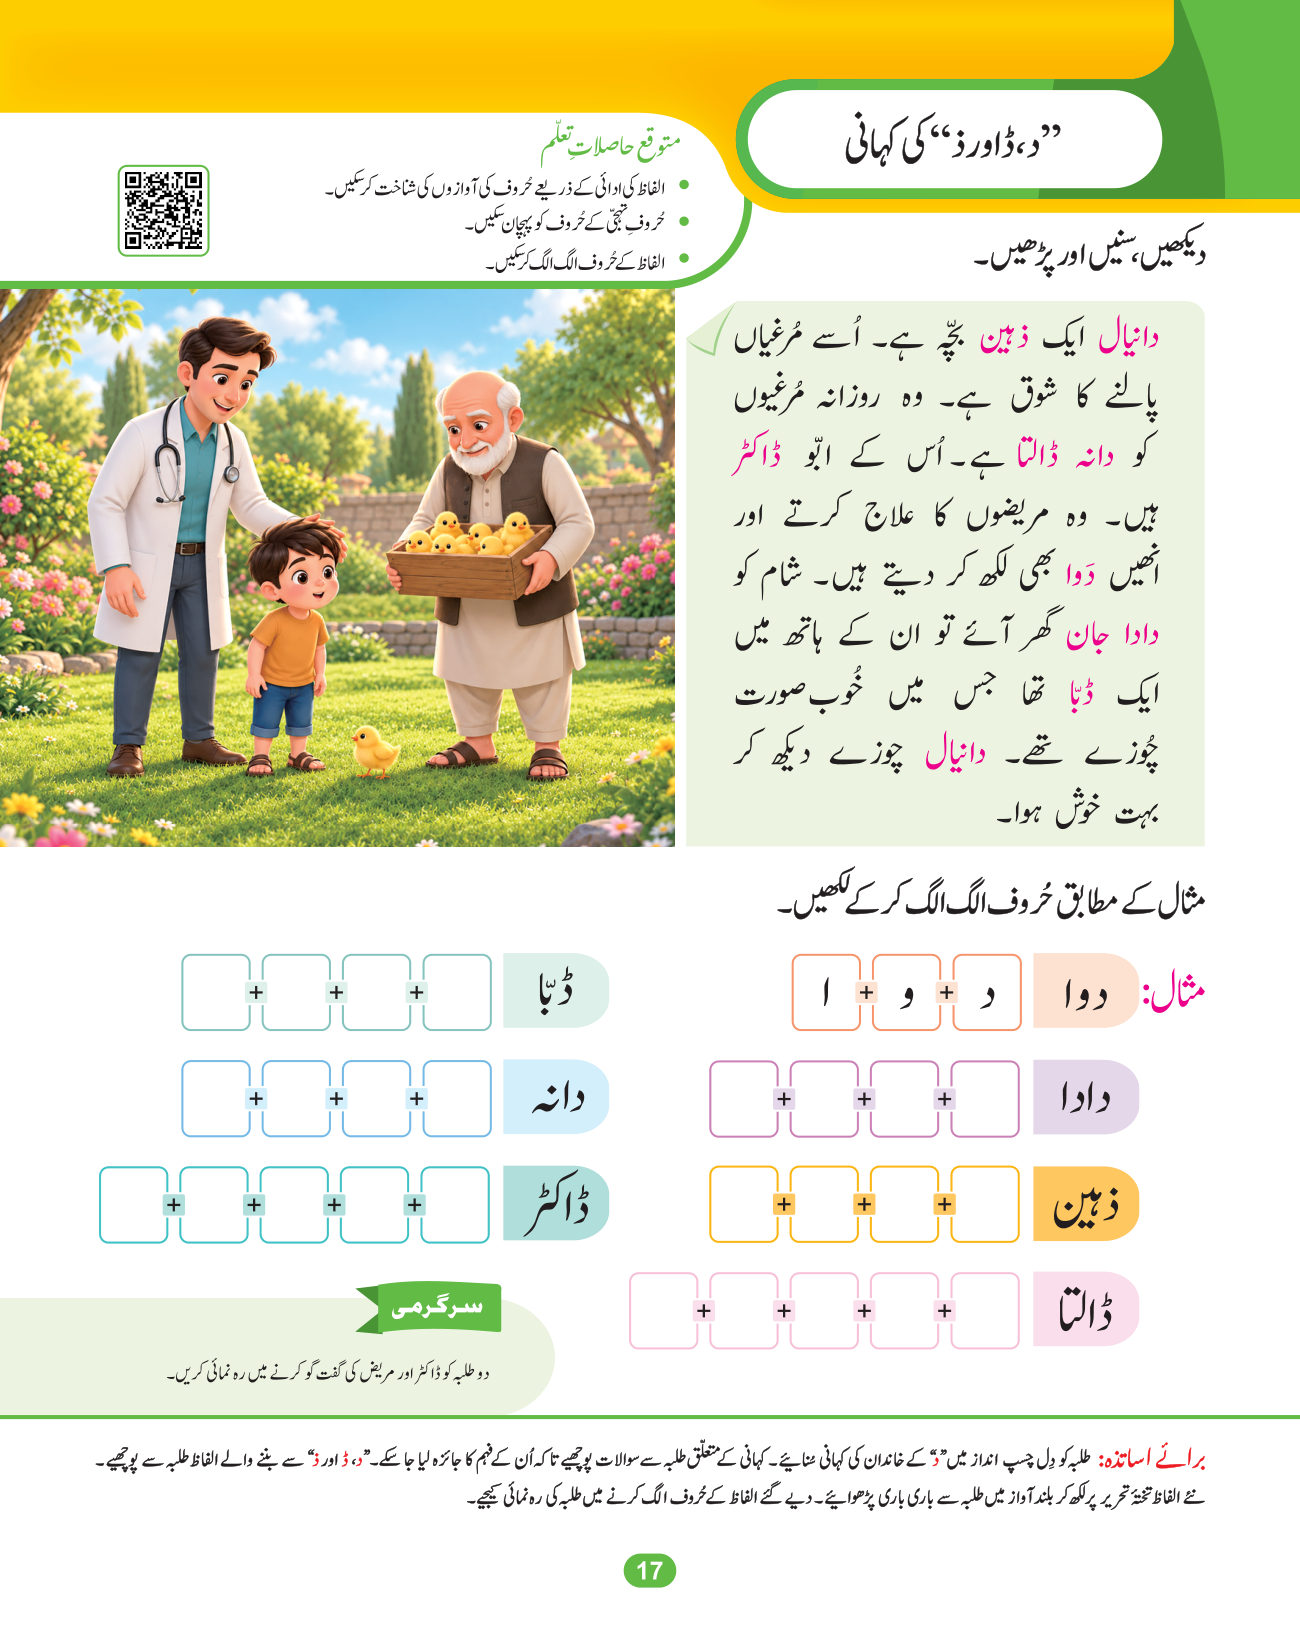 ”د، ڈ اور ذ“ کی کہانی
متوقع حاصلاتِ تعلّم
• الفاظ کی ادائی کے ذریعے حُروف کی آوازوں کی شناخت کرسکیں۔
• حُروفِ تہجّی کے حُروف کو پہچان سکیں۔
• الفاظ کے حُروف الگ الگ کرسکیں۔
دیکھیں، سنیں اور پڑھیں۔
دانیال ایک ذہین بچّہ ہے۔ اُسے مُرغیاں
پالنے کا شوق ہے۔ وہ روزانہ مُرغیوں
کو دانہ ڈالتا ہے۔ اُس کے ابّو ڈاکٹر
ہیں۔ وہ مریضوں کا علاج کرتے اور
انھیں دَوا بھی لکھ کر دیتے ہیں۔ شام کو
دادا جان گھر آئے تو ان کے ہاتھ میں
ایک ڈبّا تھا جس میں خُوب صورت
چُوزے تھے۔ دانیال چوزے دیکھ کر
بہت خوش ہوا۔
مثال کے مطابق حُروف الگ الگ کر کے لکھیں۔
مثال: دوا د + و + ا
ڈبّا + + +
دادا + + +
دانہ + + +
ذہین + + +
ڈاکٹر + + + +
ڈالتا + + + +
سرگرمی
دو طلبہ کو ڈاکٹر اور مریض کی گفت گو کرنے میں رہ نمائی کریں۔
برائے اساتذہ: طلبہ کو دِل چسپ انداز میں ”د“ کے خاندان کی کہانی سُنایئے۔ کہانی کے متعلّق طلبہ سے سوالات پوچھیے تاکہ اُن کے فہم کا جائزہ لیا جا سکے۔ ”د، ڈ اور ذ“ سے بننے والے الفاظ طلبہ سے پوچھیے۔
نئے الفاظ تختۂ تحریر پر لکھ کر بلند آواز میں طلبہ سے باری باری پڑھوایئے۔ دیے گئے الفاظ کے حُروف الگ کرنے میں طلبہ کی رہ نمائی کیجیے۔
17